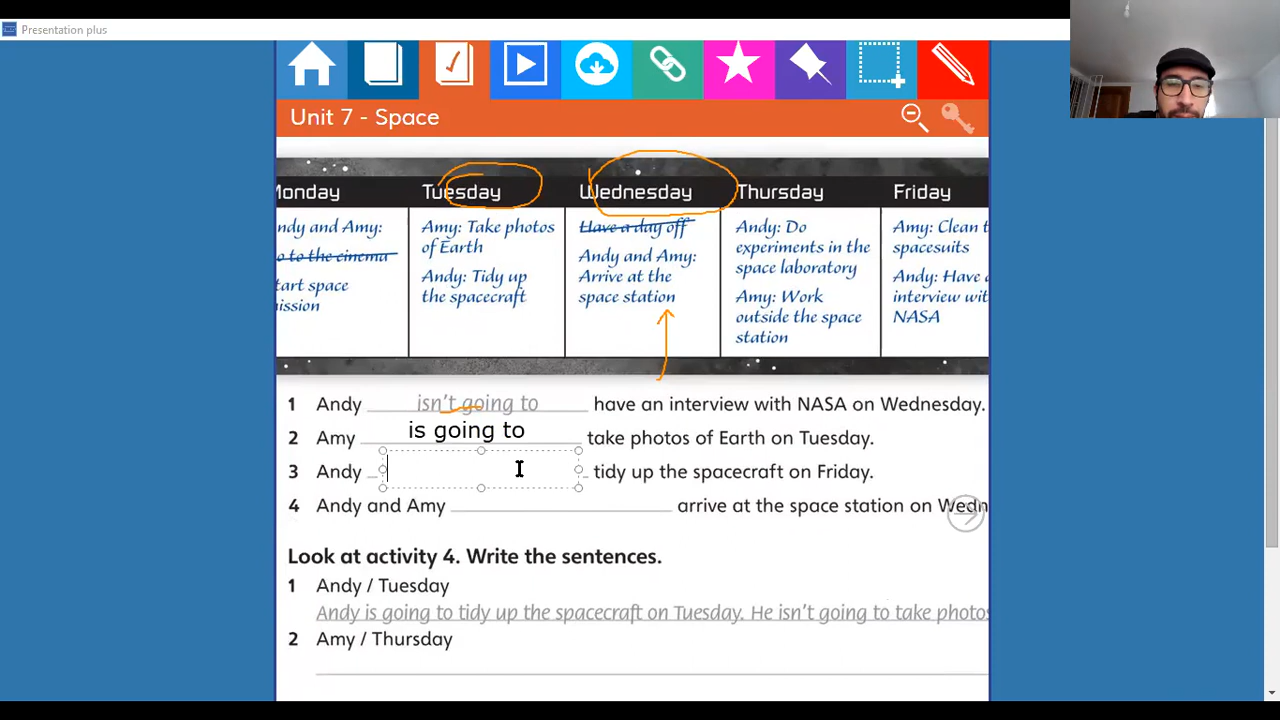 Presentation plus
Unit 7 - Space
Monday Tuesday Wednesday Thursday Friday
ndy and Amy:
o to the cinema
tart space
ission
Amy: Take photos
of Earth
Andy: Tidy up
the spacecraft
Have a day off
Andy and Amy:
Arrive at the
space station
Andy: Do
experiments in the
space laboratory
Amy: Work
outside the space
station
Amy: Clean t
spacesuits
Andy: Have a
interview wit
NASA
1 Andy isn't going to have an interview with NASA on Wednesday.
2 Amy is going to take photos of Earth on Tuesday.
3 Andy tidy up the spacecraft on Friday.
4 Andy and Amy arrive at the space station on Wedn
Look at activity 4. Write the sentences.
1 Andy / Tuesday
Andy is going to tidy up the spacecraft on Tuesday. He isn't going to take photos
2 Amy / Thursday